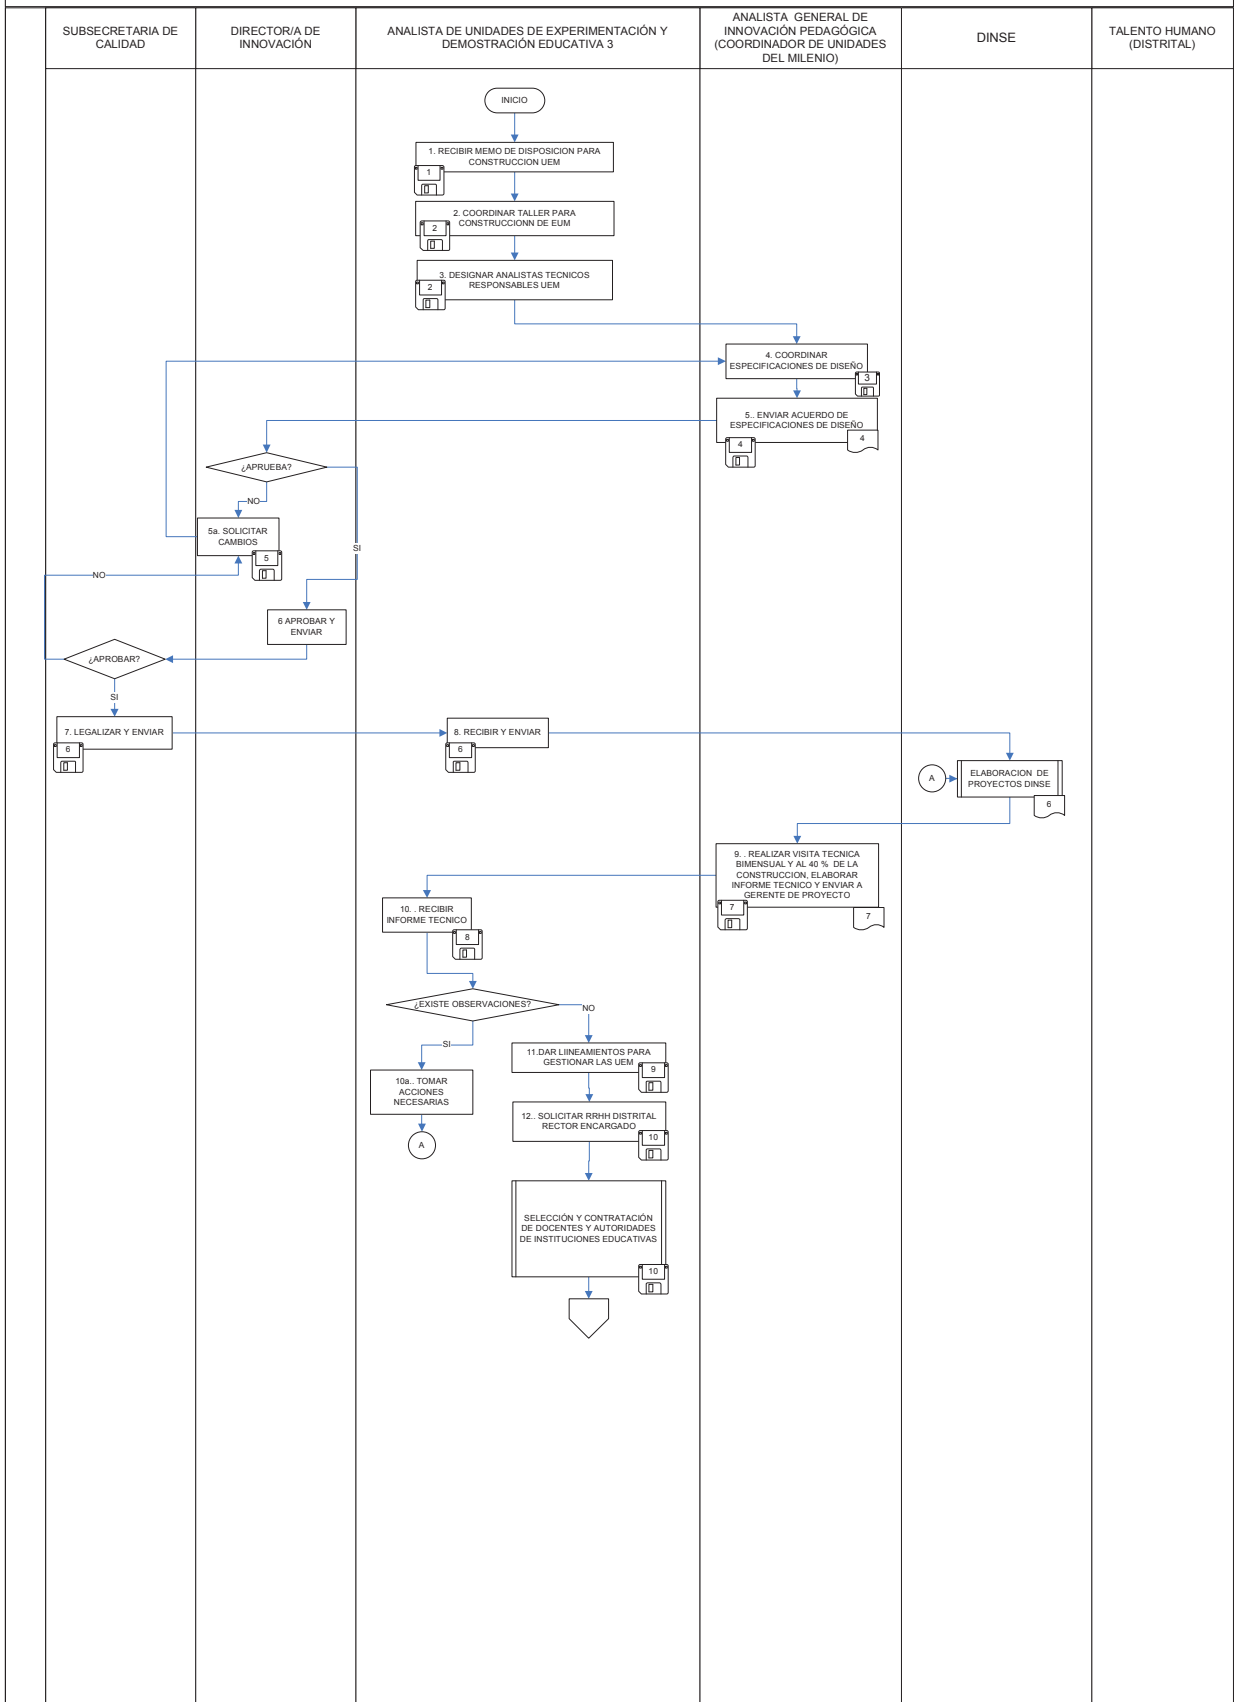 SUBSECRETARIA DE
CALIDAD
DIRECTOR/A DE
INNOVACIÓN
ANALISTA DE UNIDADES DE EXPERIMENTACIÓN Y
DEMOSTRACIÓN EDUCATIVA 3
ANALISTA GENERAL DE
INNOVACIÓN PEDAGÓGICA
(COORDINADOR DE UNIDADES
DEL MILENIO)
DINSE
TALENTO HUMANO
(DISTRITAL)
INICIO
1. RECIBIR MEMO DE DISPOSICION PARA
CONSTRUCCION UEM
1
2. COORDINAR TALLER PARA
CONSTRUCCIONN DE EUM
2
3. DESIGNAR ANALISTAS TECNICOS
RESPONSABLES UEM
2
4. COORDINAR
ESPECIFICACIONES DE DISEÑO
3
5.. ENVIAR ACUERDO DE
ESPECIFICACIONES DE DISEÑO
4
4
¿APRUEBA?
NO
SI
5a. SOLICITAR
CAMBIOS
5
NO
6 APROBAR Y
ENVIAR
¿APROBAR?
SI
7. LEGALIZAR Y ENVIAR
6
8. RECIBIR Y ENVIAR
6
A
ELABORACION DE
PROYECTOS DINSE
6
9. . REALIZAR VISITA TECNICA
BIMENSUAL Y AL 40 % DE LA
CONSTRUCCION, ELABORAR
INFORME TECNICO Y ENVIAR A
GERENTE DE PROYECTO
7
7
10. . RECIBIR
INFORME TECNICO
8
¿EXISTE OBSERVACIONES?
NO
SI
11.DAR LIINEAMIENTOS PARA
GESTIONAR LAS UEM
9
10a.. TOMAR
ACCIONES
NECESARIAS
A
12.. SOLICITAR RRHH DISTRITAL
RECTOR ENCARGADO
10
SELECCIÓN Y CONTRATACIÓN
DE DOCENTES Y AUTORIDADES
DE INSTITUCIONES EDUCATIVAS
10